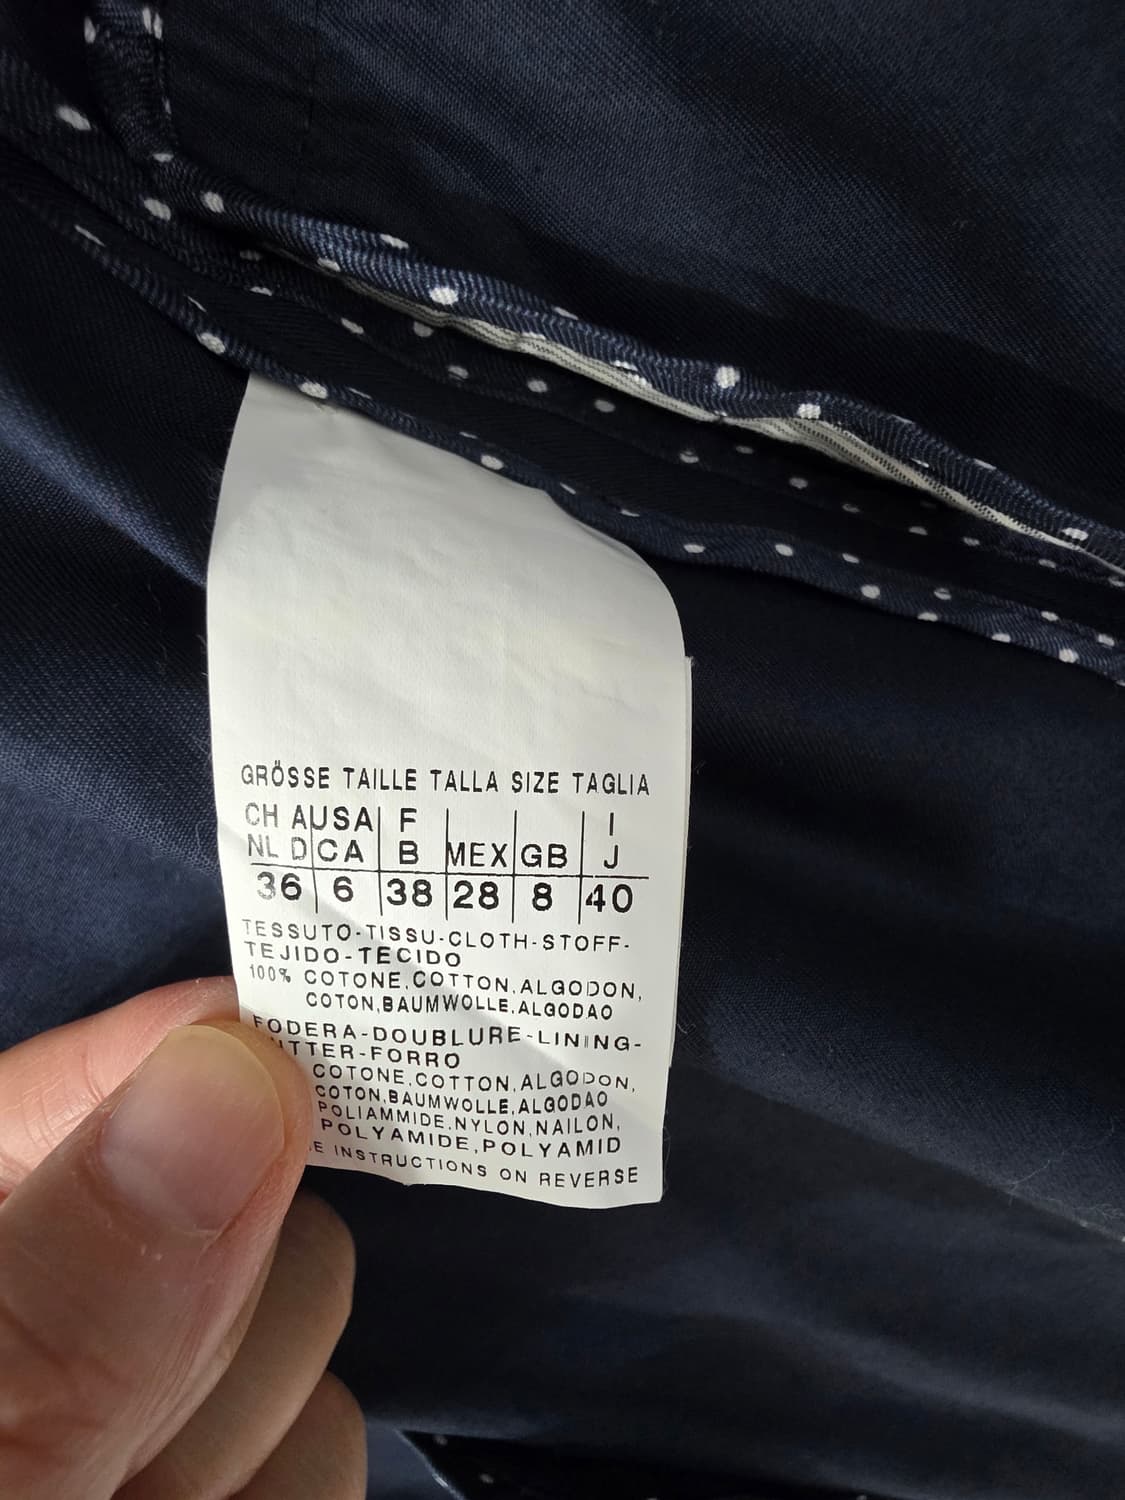 GRÖSSE TAILLE TALLA SIZE TAGLIA
CH A USA F I
NL D CA B MEX GB J
36 6 38 28 8 40
TESSUTO-TISSU-CLOTH-STOFF-
TEJIDO-TECIDO
100% COTONE,COTTON,ALGODON,
COTON,BAUMWOLLE,ALGODAO
FODERA-DOUBLURE-LINING-
TTER-FORRO
COTONE,COTTON,ALGODON,
COTON,BAUMWOLLE,ALGODAO
POLIAMMIDE,NYLON,NAILON,
POLYAMIDE,POLYAMID
E INSTRUCTIONS ON REVERSE